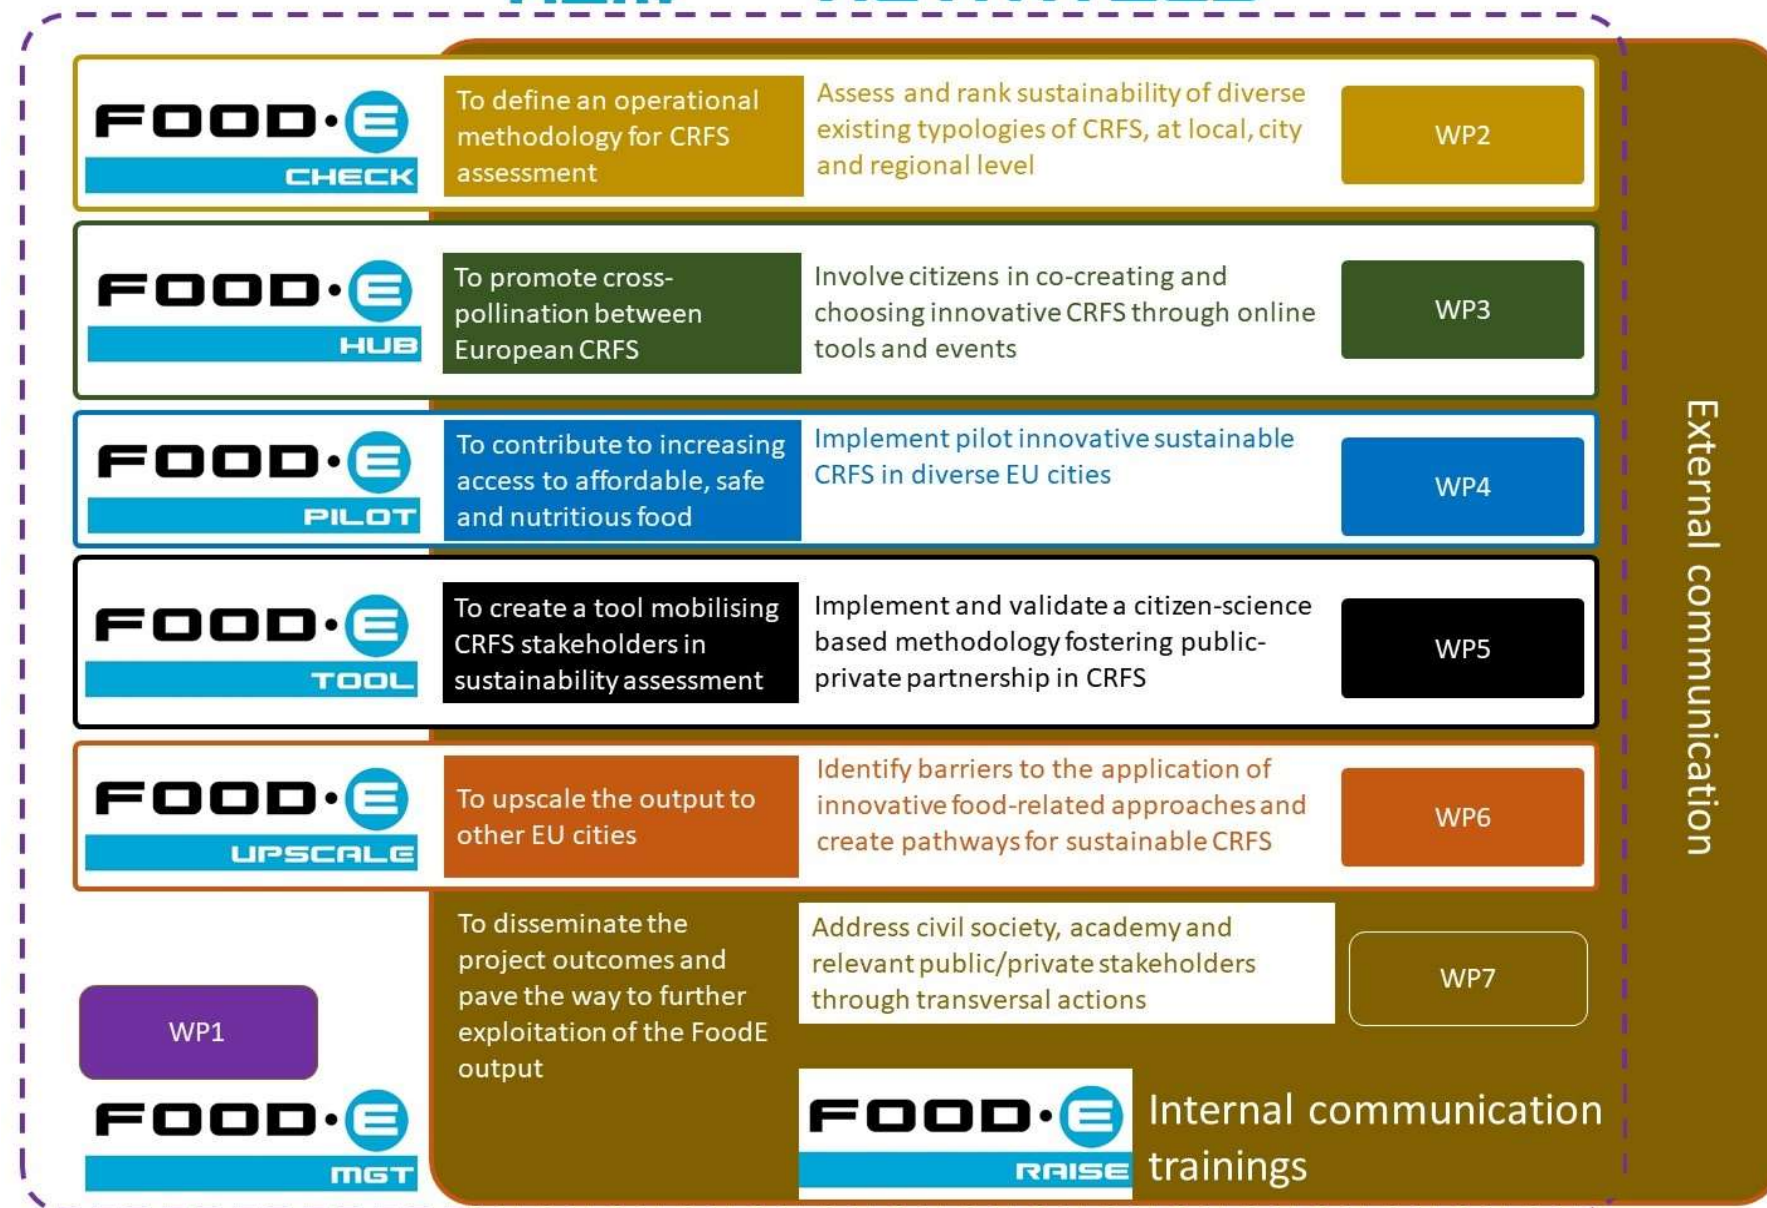 FOOD•E
CHECK
To define an operational
methodology for CRFS
assessment
Assess and rank sustainability of diverse
existing typologies of CRFS, at local, city
and regional level
WP2
FOOD•E
HUB
To promote cross-
pollination between
European CRFS
Involve citizens in co-creating and
choosing innovative CRFS through online
tools and events
WP3
FOOD•E
PILOT
To contribute to increasing
access to affordable, safe
and nutritious food
Implement pilot innovative sustainable
CRFS in diverse EU cities
WP4
FOOD•E
TOOL
To create a tool mobilising
CRFS stakeholders in
sustainability assessment
Implement and validate a citizen-science
based methodology fostering public-
private partnership in CRFS
WP5
FOOD•E
UPSCALE
To upscale the output to
other EU cities
Identify barriers to the application of
innovative food-related approaches and
create pathways for sustainable CRFS
WP6
To disseminate the
project outcomes and
pave the way to further
exploitation of the FoodE
output
Address civil society, academy and
relevant public/private stakeholders
through transversal actions
WP7
WP1
FOOD•E
MGT
FOOD•E
RAISE
Internal communication
trainings
External communication